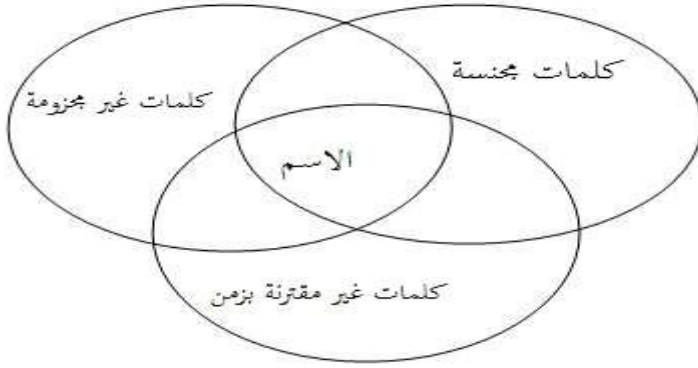 كلمات مجنسة
كلمات غير مجزومة
الاسم
كلمات غير مقترنة بزمن